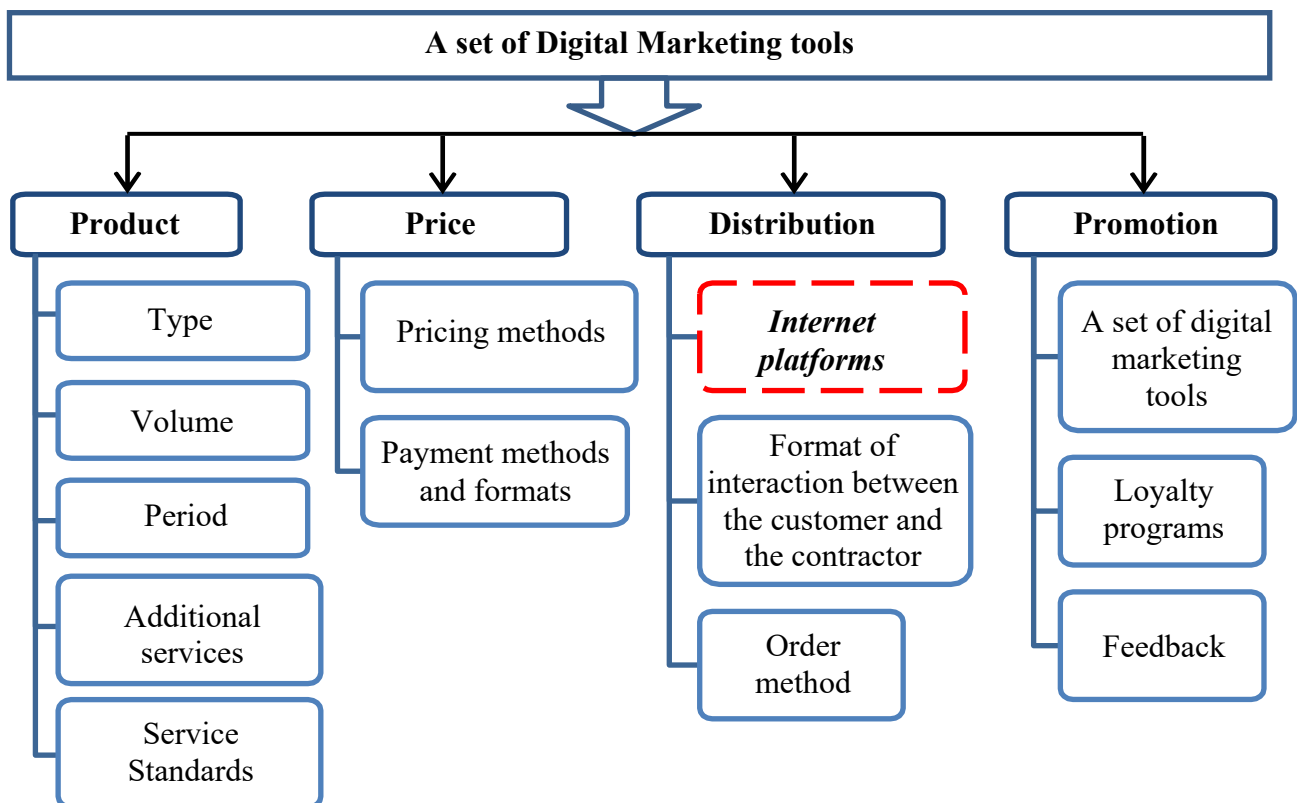 A set of Digital Marketing tools
Product
Type
Volume
Period
Additional
services
Service
Standards
Price
Pricing methods
Payment methods
and formats
Distribution
Internet
platforms
Format of
interaction between
the customer and
the contractor
Order
method
Promotion
A set of digital
marketing
tools
Loyalty
programs
Feedback